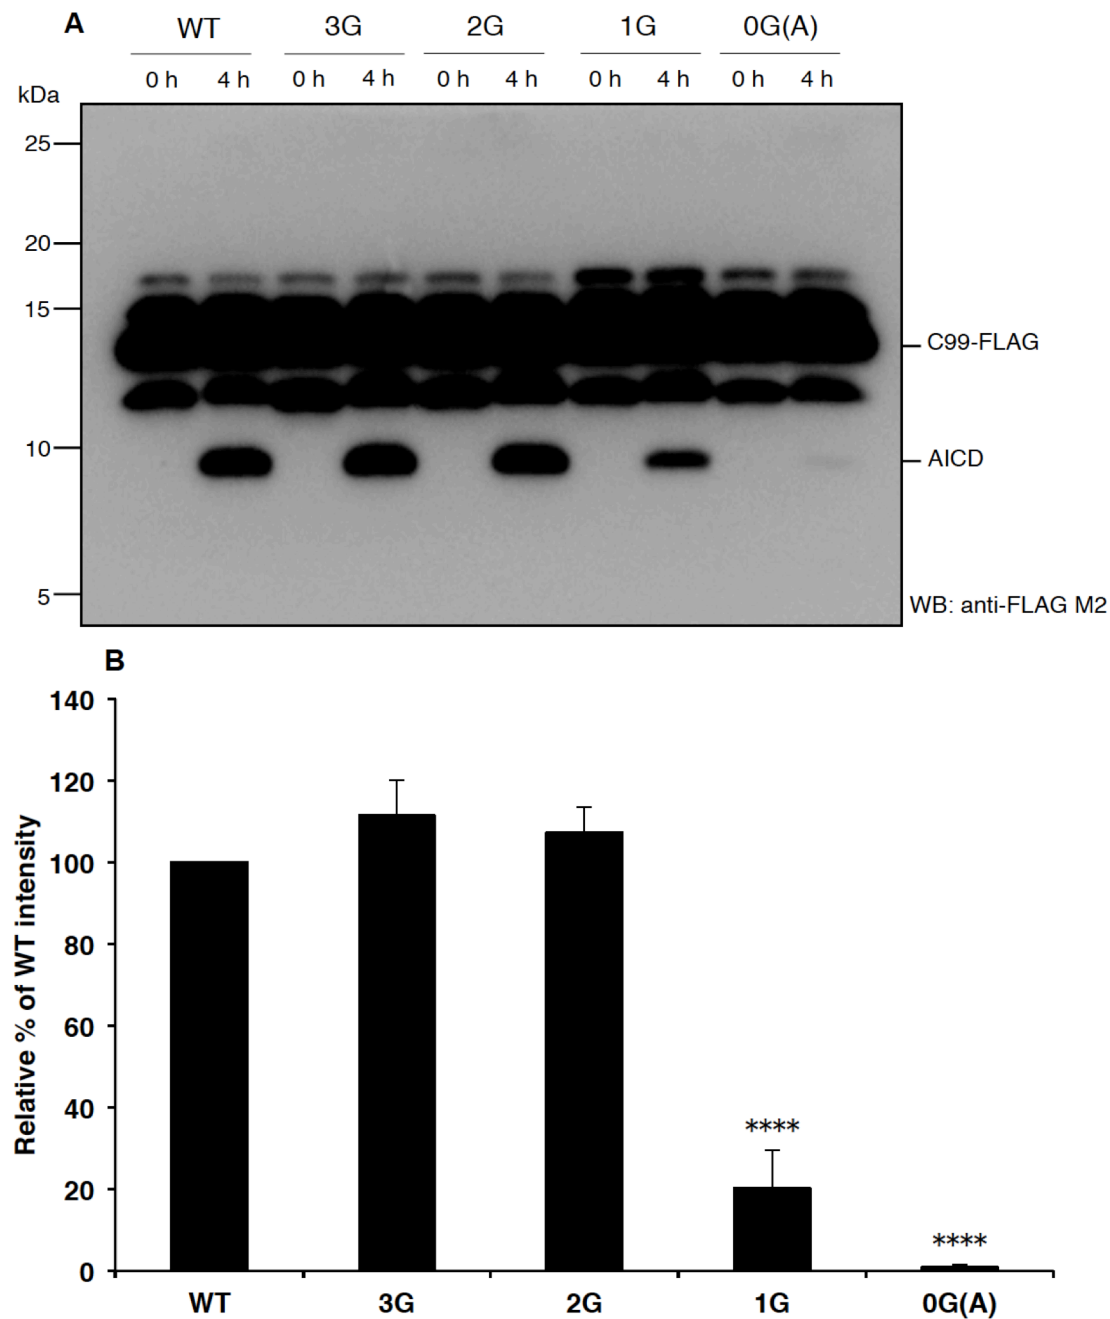 A
WT 3G 2G 1G 0G(A)
0 h 4 h 0 h 4 h 0 h 4 h 0 h 4 h 0 h 4 h
kDa
25
20
15
C99-FLAG
10
AICD
5
WB: anti-FLAG M2
B
140
120
100
80
60
40
20
0
Relative % of WT intensity
****
****
WT 3G 2G 1G 0G(A)